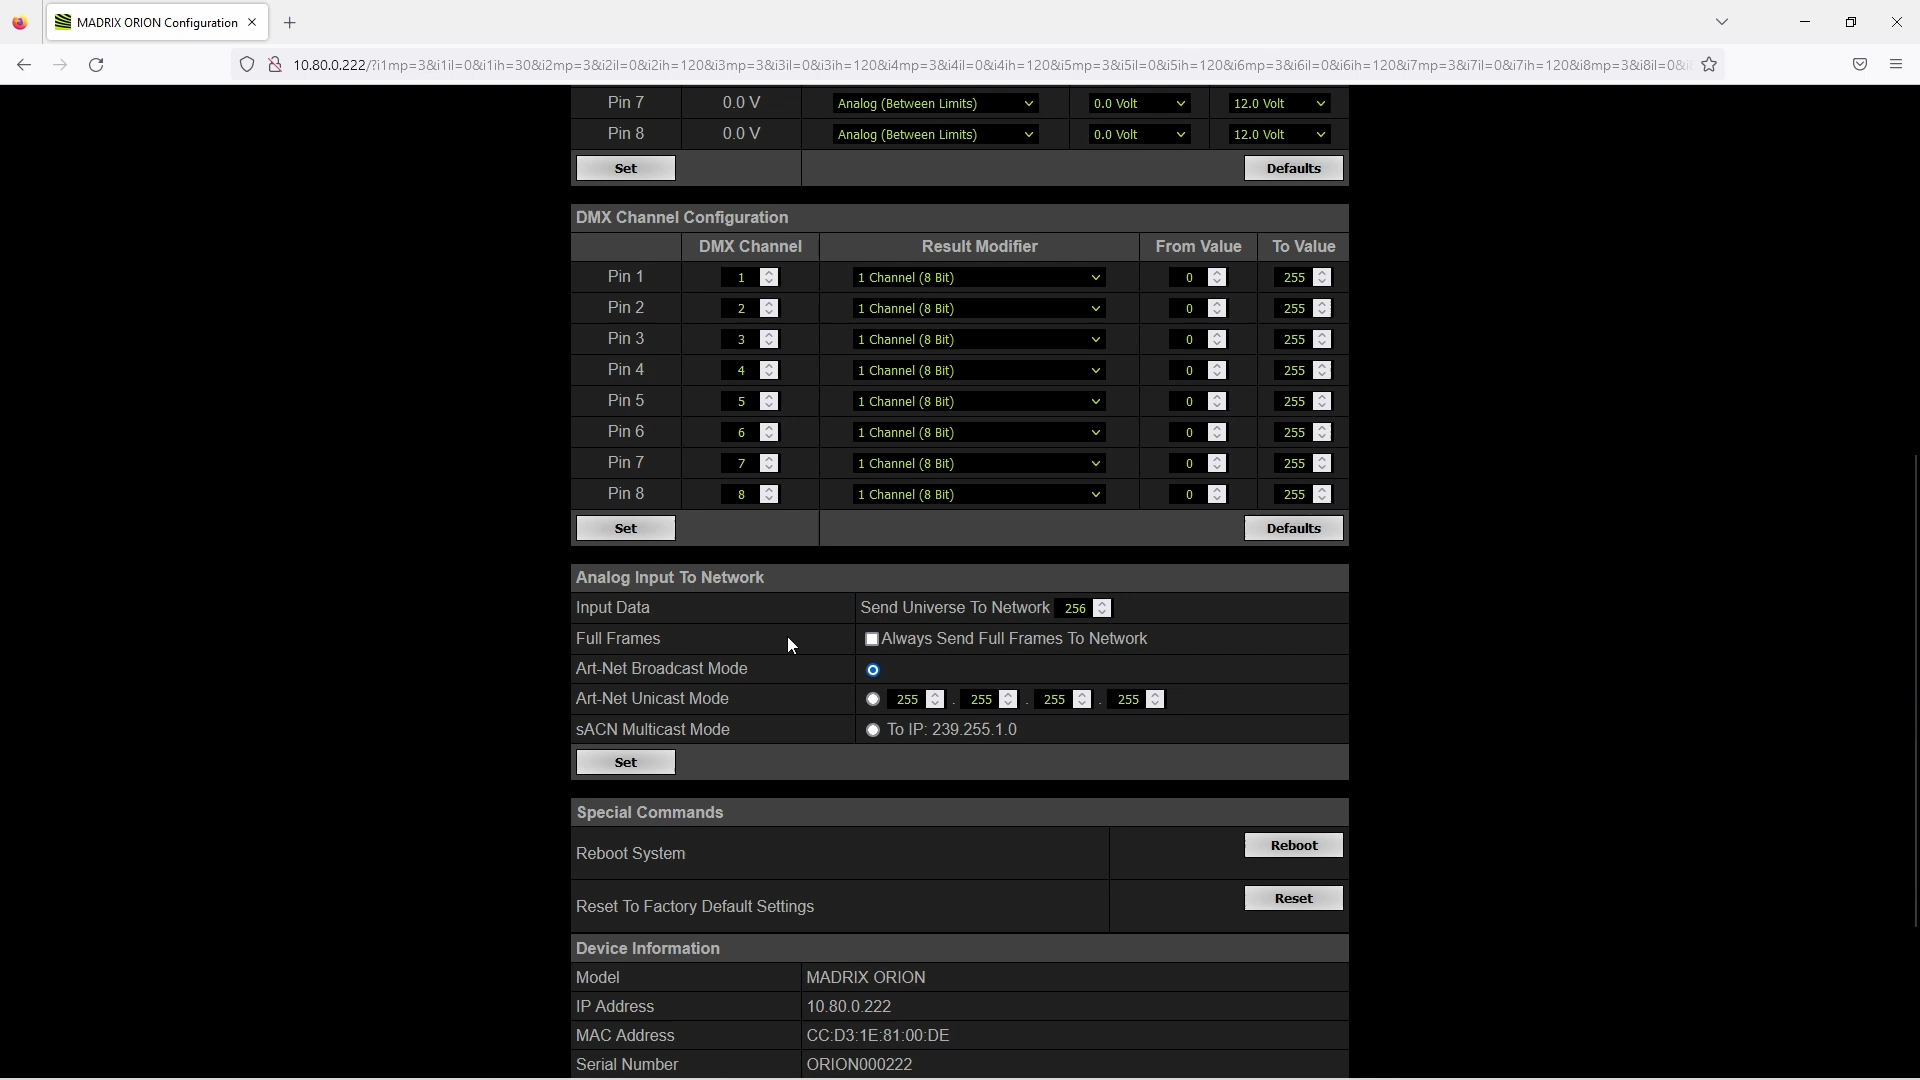 MADRIX ORION Configuration
10.80.0.222/?i1mp=3&i1il=0&i1ih=30&i2mp=3&i2il=0&i2ih=120&i3mp=3&i3il=0&i3ih=120&i4mp=3&i4il=0&i4ih=120&i5mp=3&i5il=0&i5ih=120&i6mp=3&i6il=0&i6ih=120&i7mp=3&i7il=0&i7ih=120&i8mp=3&i8il=0&i8i
Pin 7 0.0 V Analog (Between Limits) 0.0 Volt 12.0 Volt
Pin 8 0.0 V Analog (Between Limits) 0.0 Volt 12.0 Volt
Set Defaults
DMX Channel Configuration
DMX Channel Result Modifier From Value To Value
Pin 1 1 1 Channel (8 Bit) 0 255
Pin 2 2 1 Channel (8 Bit) 0 255
Pin 3 3 1 Channel (8 Bit) 0 255
Pin 4 4 1 Channel (8 Bit) 0 255
Pin 5 5 1 Channel (8 Bit) 0 255
Pin 6 6 1 Channel (8 Bit) 0 255
Pin 7 7 1 Channel (8 Bit) 0 255
Pin 8 8 1 Channel (8 Bit) 0 255
Set Defaults
Analog Input To Network
Input Data Send Universe To Network 256
Full Frames Always Send Full Frames To Network
Art-Net Broadcast Mode
Art-Net Unicast Mode 255 . 255 . 255 . 255
sACN Multicast Mode To IP: 239.255.1.0
Set
Special Commands
Reboot System Reboot
Reset To Factory Default Settings Reset
Device Information
Model MADRIX ORION
IP Address 10.80.0.222
MAC Address CC:D3:1E:81:00:DE
Serial Number ORION000222